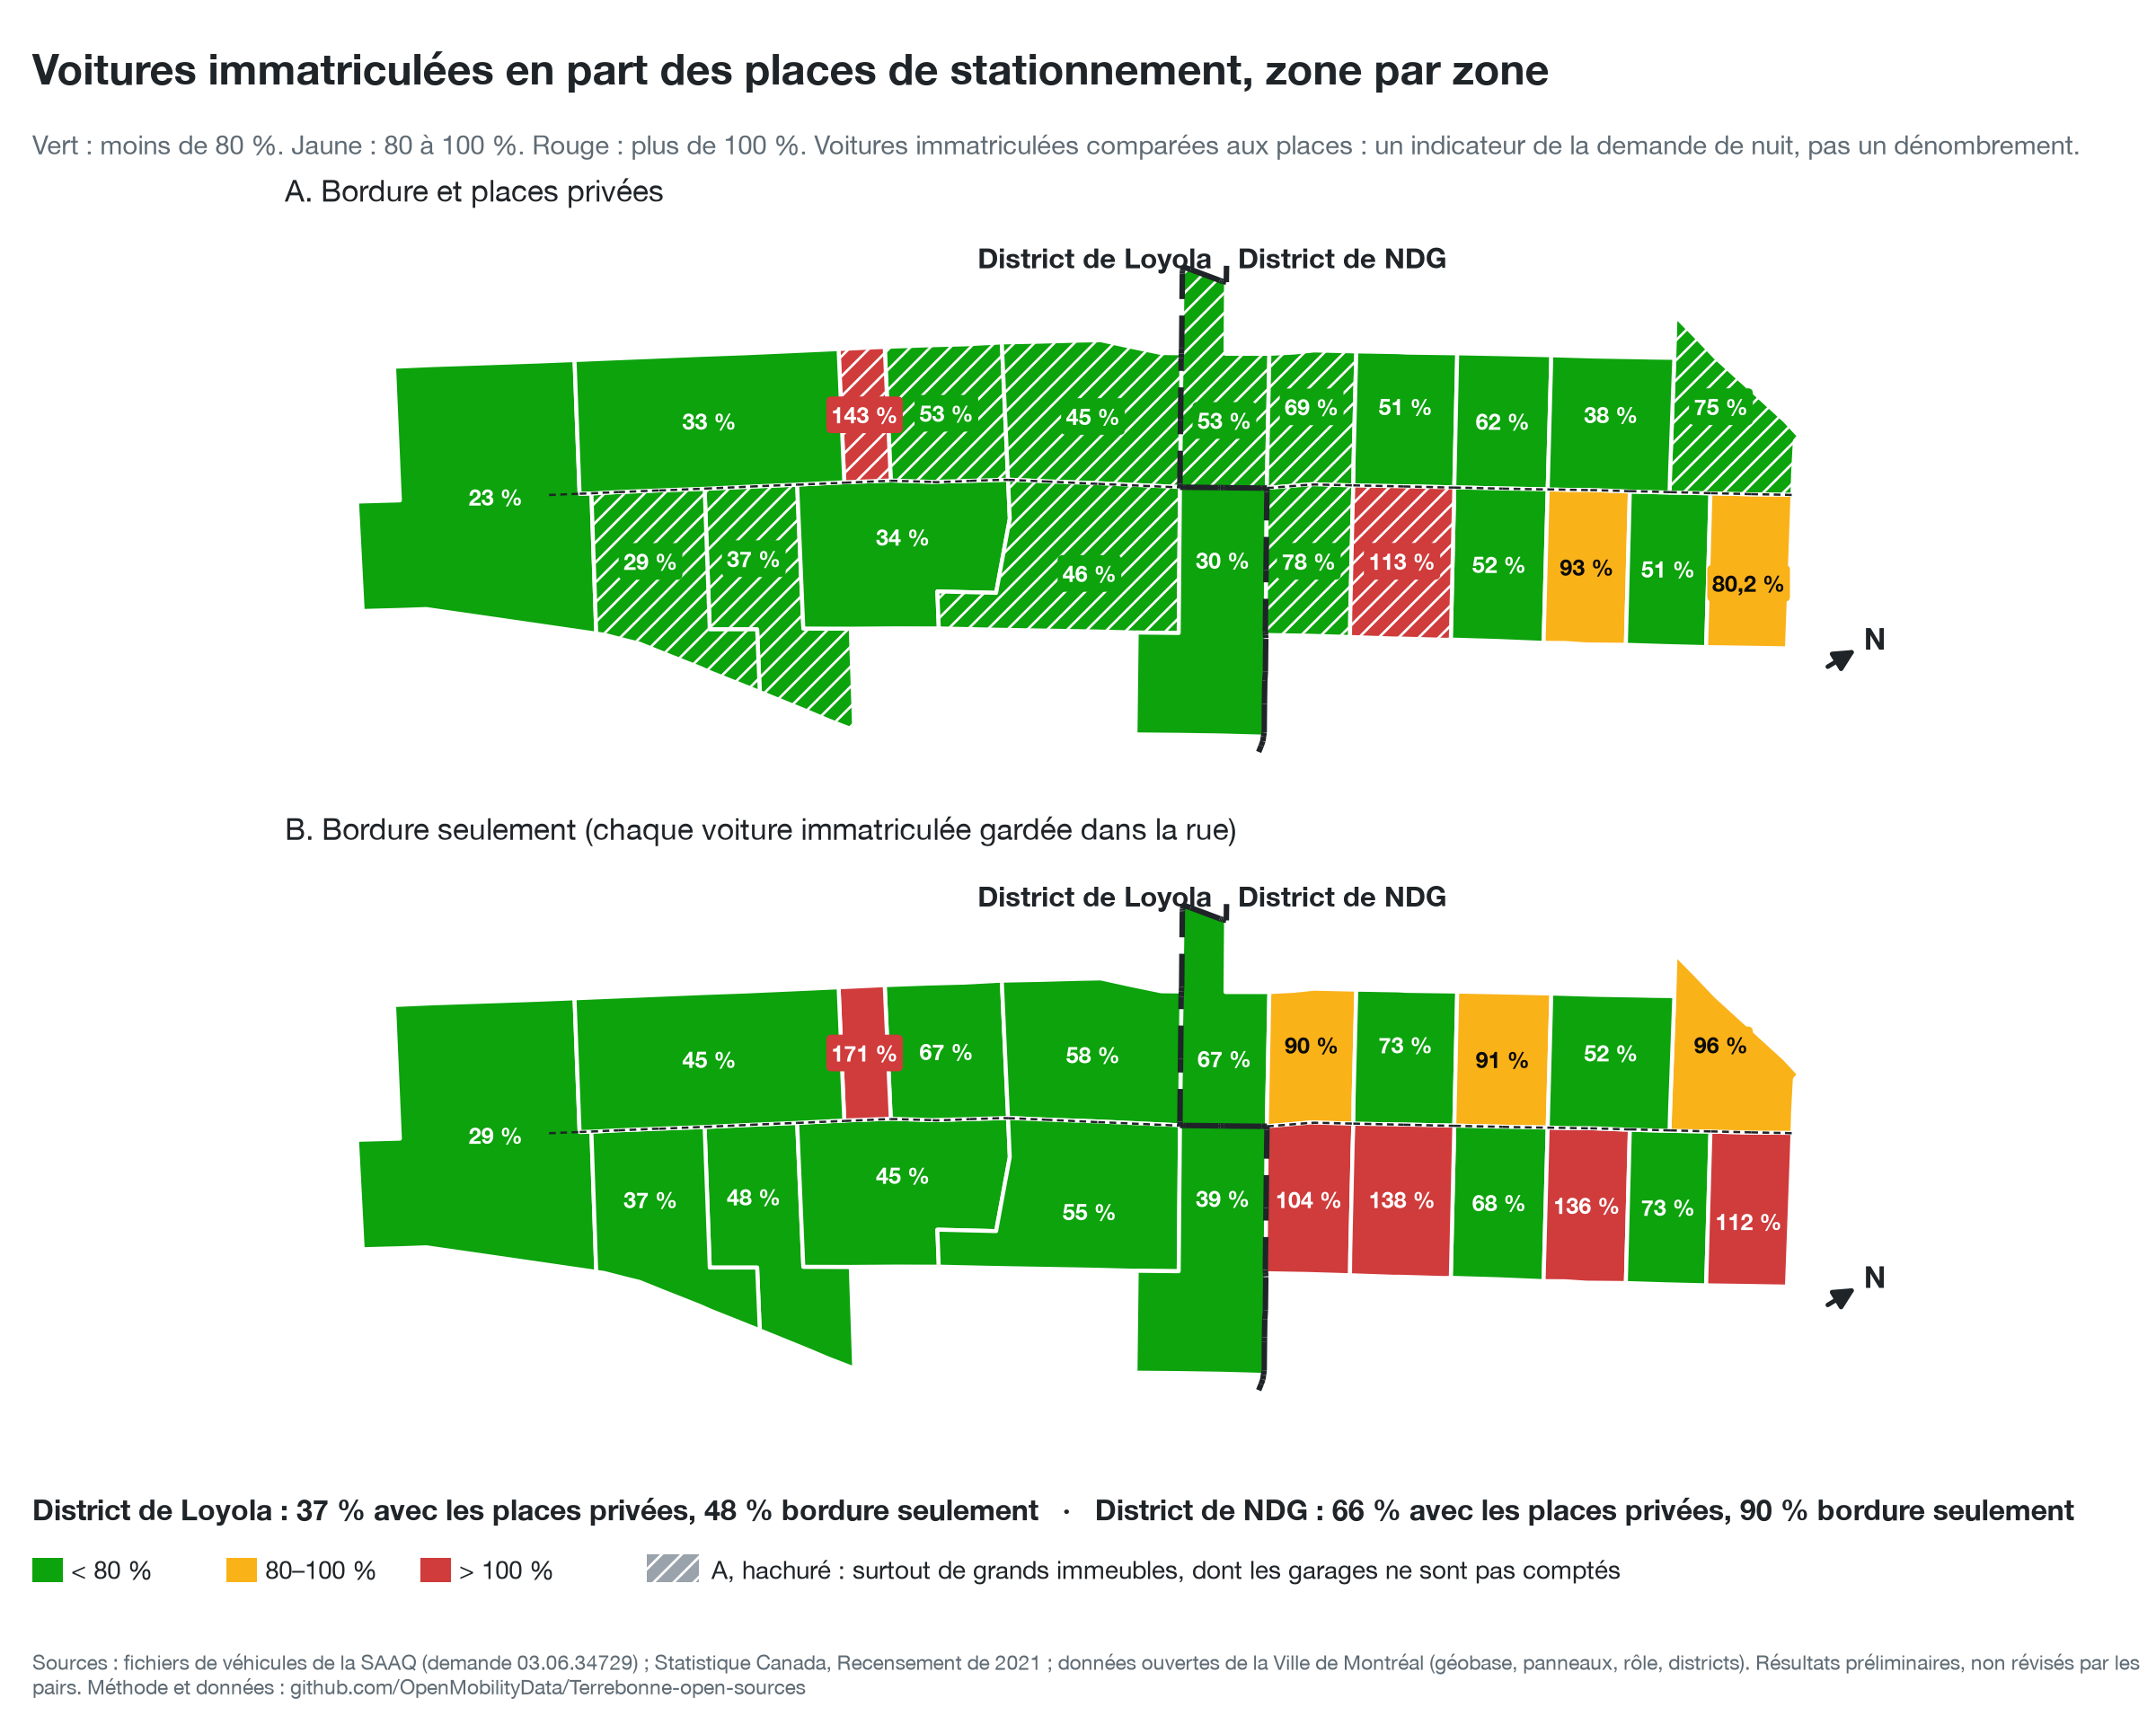 Voitures immatriculées en part des places de stationnement, zone par zone
Vert : moins de 80 %. Jaune : 80 à 100 %. Rouge : plus de 100 %. Voitures immatriculées comparées aux places : un indicateur de la demande de nuit, pas un dénombrement.
A. Bordure et places privées
District de Loyola District de NDG
33 % 143 % 53 % 45 % 53 % 69 % 51 % 62 % 38 % 75 %
23 %
29 % 37 % 34 % 46 % 30 % 78 % 113 % 52 % 93 % 51 % 80,2 %
N
B. Bordure seulement (chaque voiture immatriculée gardée dans la rue)
District de Loyola District de NDG
45 % 171 % 67 % 58 % 67 % 90 % 73 % 91 % 52 % 96 %
29 %
37 % 48 % 45 % 55 % 39 % 104 % 138 % 68 % 136 % 73 % 112 %
N
District de Loyola : 37 % avec les places privées, 48 % bordure seulement · District de NDG : 66 % avec les places privées, 90 % bordure seulement
< 80 % 80–100 % > 100 % A, hachuré : surtout de grands immeubles, dont les garages ne sont pas comptés
Sources : fichiers de véhicules de la SAAQ (demande 03.06.34729) ; Statistique Canada, Recensement de 2021 ; données ouvertes de la Ville de Montréal (géobase, panneaux, rôle, districts). Résultats préliminaires, non révisés par les
pairs. Méthode et données : github.com/OpenMobilityData/Terrebonne-open-sources